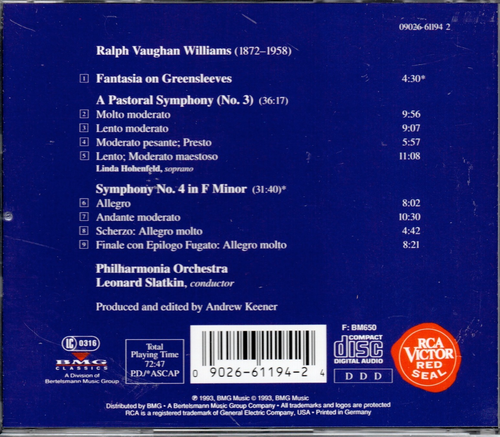 09026-61194 2
Ralph Vaughan Williams (1872–1958)
1 Fantasia on Greensleeves 4:30*
A Pastoral Symphony (No. 3) (36:17)
2 Molto moderato 9:56
3 Lento moderato 9:07
4 Moderato pesante; Presto 5:57
5 Lento; Moderato maestoso 11:08
Linda Hohenfeld, soprano
Symphony No. 4 in F Minor (31:40)*
6 Allegro 8:02
7 Andante moderato 10:30
8 Scherzo: Allegro molto 4:42
9 Finale con Epilogo Fugato: Allegro molto 8:21
Philharmonia Orchestra
Leonard Slatkin, conductor
Produced and edited by Andrew Keener
LC 0316
BMG
CLASSICS
A Division of
Bertelsmann Music Group
Total
Playing Time
72:47
P.D./*ASCAP
0 9026-61194-2 4
F: BM650
COMPACT
disc
DIGITAL AUDIO
D D D
RCA
VICTOR
RED
SEAL
℗ 1993, BMG Music © 1993, BMG Music
Distributed by BMG • A Bertelsmann Music Group Company • All trademarks and logos are protected
RCA is a registered trademark of General Electric Company, USA • Printed in Germany